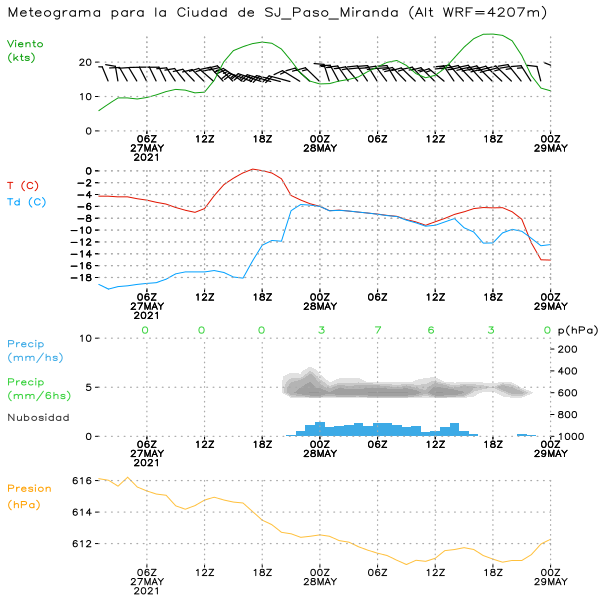 Meteograma para la Ciudad de SJ_Paso_Miranda (Alt WRF=4207m)
Viento
(kts)
20
10
0
06Z 12Z 18Z 00Z 06Z 12Z 18Z 00Z
27MAY 28MAY 29MAY
2021
T (C)
Td (C)
0
-2
-4
-6
-8
-10
-12
-14
-16
-18
06Z 12Z 18Z 00Z 06Z 12Z 18Z 00Z
27MAY 28MAY 29MAY
2021
0 0 0 3 7 6 3 0 p(hPa)
10
Precip
(mm/hs)
200
400
Precip
(mm/6hs)
5
600
Nubosidad
800
0
1000
06Z 12Z 18Z 00Z 06Z 12Z 18Z 00Z
27MAY 28MAY 29MAY
2021
Presion
(hPa)
616
614
612
06Z 12Z 18Z 00Z 06Z 12Z 18Z 00Z
27MAY 28MAY 29MAY
2021